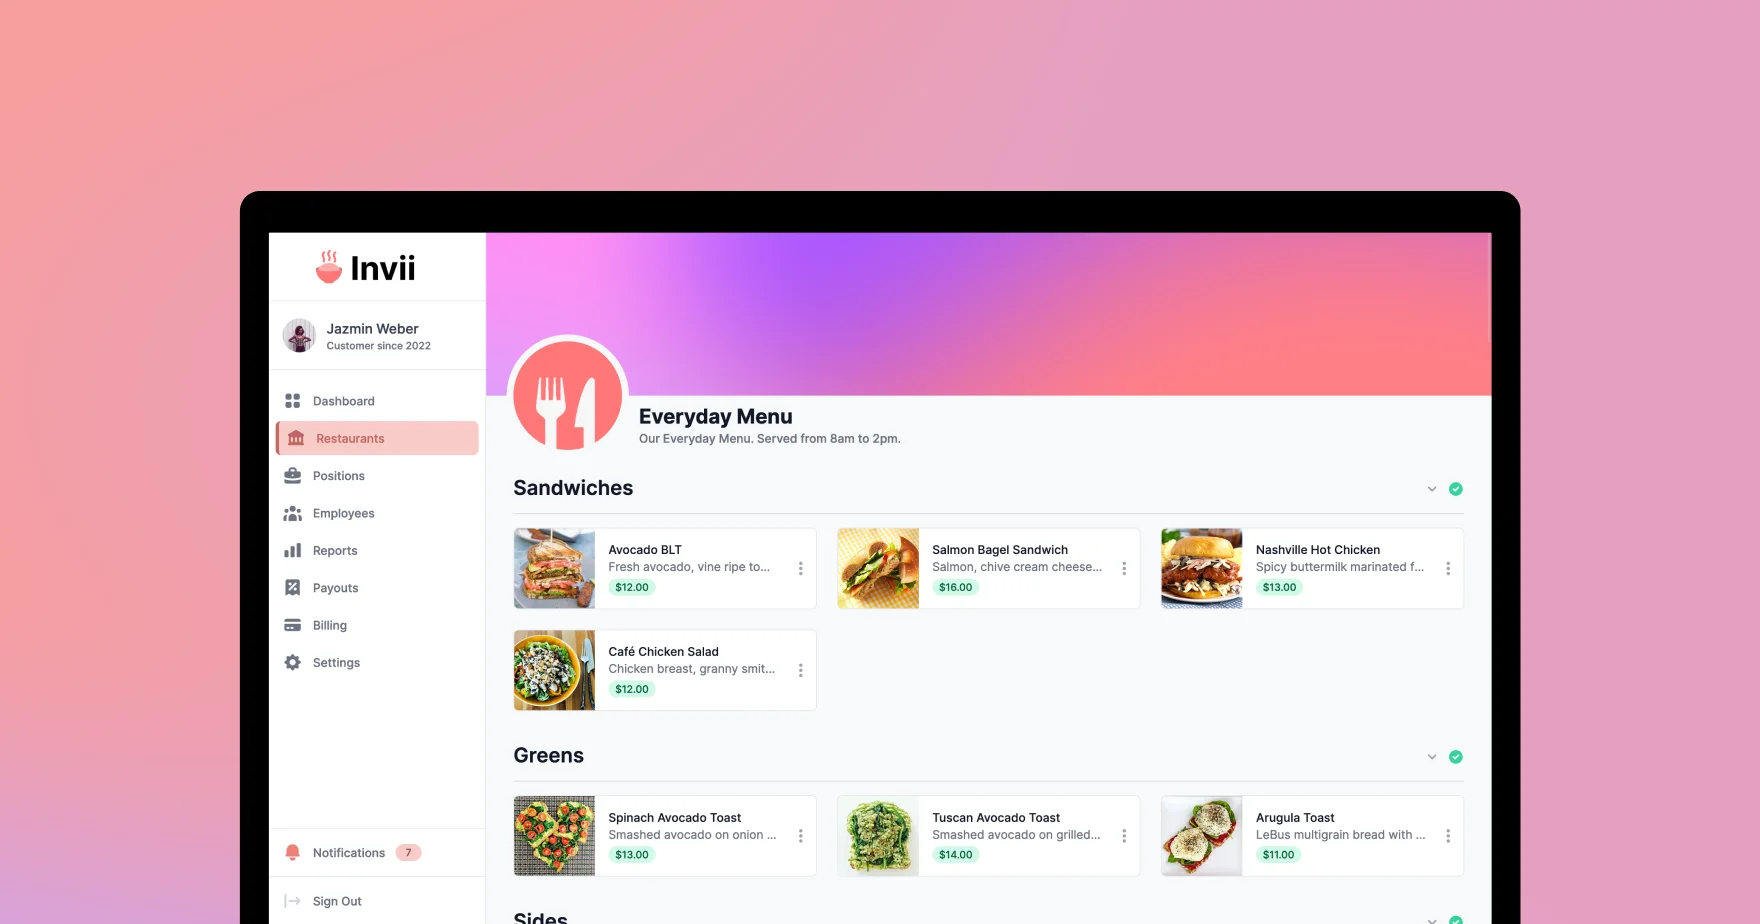 Invii
Jazmin Weber
Customer since 2022
Dashboard
Restaurants
Positions
Employees
Reports
Payouts
Billing
Settings
Notifications 7
Sign Out
Everyday Menu
Our Everyday Menu. Served from 8am to 2pm.
Sandwiches
Avocado BLT
Fresh avocado, vine ripe to...
$12.00
Salmon Bagel Sandwich
Salmon, chive cream cheese...
$16.00
Nashville Hot Chicken
Spicy buttermilk marinated f...
$13.00
Café Chicken Salad
Chicken breast, granny smit...
$12.00
Greens
Spinach Avocado Toast
Smashed avocado on onion ...
$13.00
Tuscan Avocado Toast
Smashed avocado on grilled...
$14.00
Arugula Toast
LeBus multigrain bread with ...
$11.00
Sides